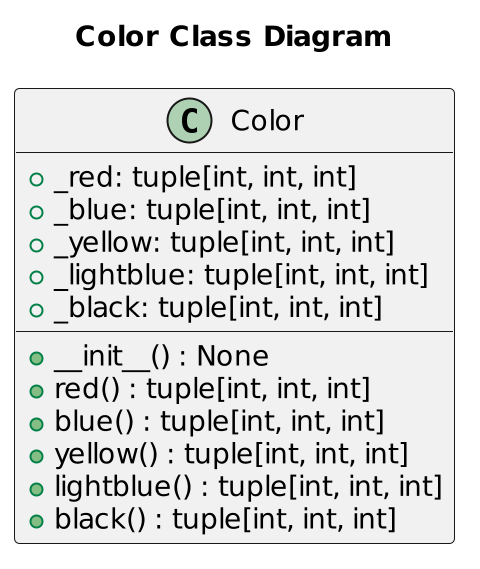 Color Class Diagram
C Color
_red: tuple[int, int, int]
_blue: tuple[int, int, int]
_yellow: tuple[int, int, int]
_lightblue: tuple[int, int, int]
_black: tuple[int, int, int]
__init__() : None
red() : tuple[int, int, int]
blue() : tuple[int, int, int]
yellow() : tuple[int, int, int]
lightblue() : tuple[int, int, int]
black() : tuple[int, int, int]